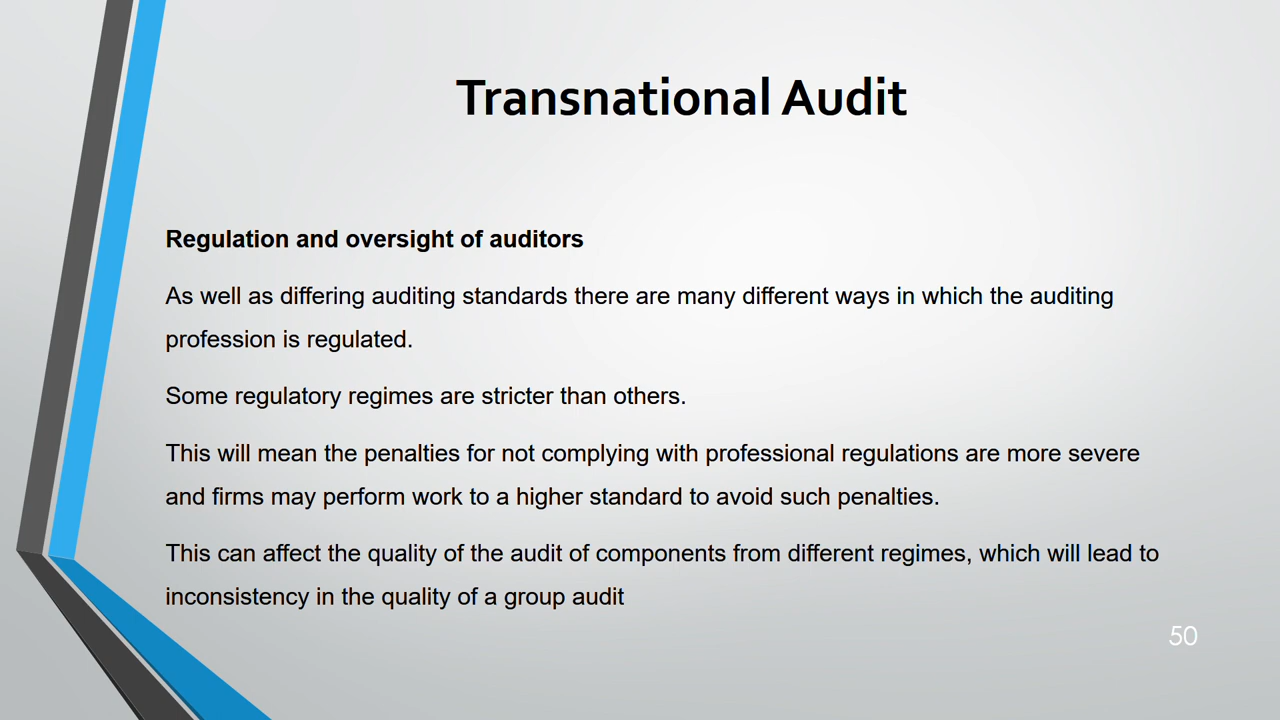 Transnational Audit
Regulation and oversight of auditors
As well as differing auditing standards there are many different ways in which the auditing
profession is regulated.
Some regulatory regimes are stricter than others.
This will mean the penalties for not complying with professional regulations are more severe
and firms may perform work to a higher standard to avoid such penalties.
This can affect the quality of the audit of components from different regimes, which will lead to
inconsistency in the quality of a group audit
50